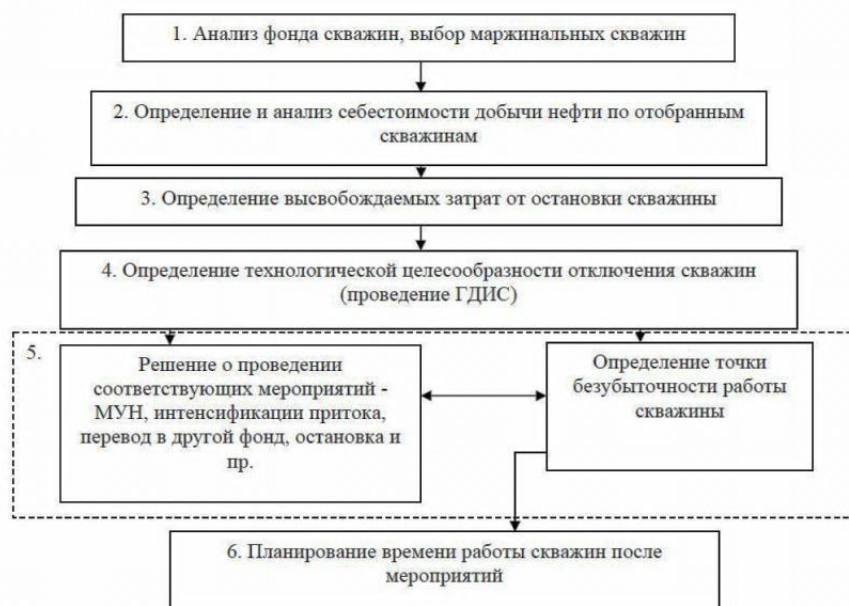 1. Анализ фонда скважин, выбор маржинальных скважин
2. Определение и анализ себестоимости добычи нефти по отобранным
скважинам
3. Определение высвобождаемых затрат от остановки скважины
4. Определение технологической целесообразности отключения скважин
(проведение ГДИС)
5.
Решение о проведении
соответствующих мероприятий -
МУН, интенсификации притока,
перевод в другой фонд, остановка и
пр.
Определение точки
безубыточности работы
скважины
6. Планирование времени работы скважин после
мероприятий